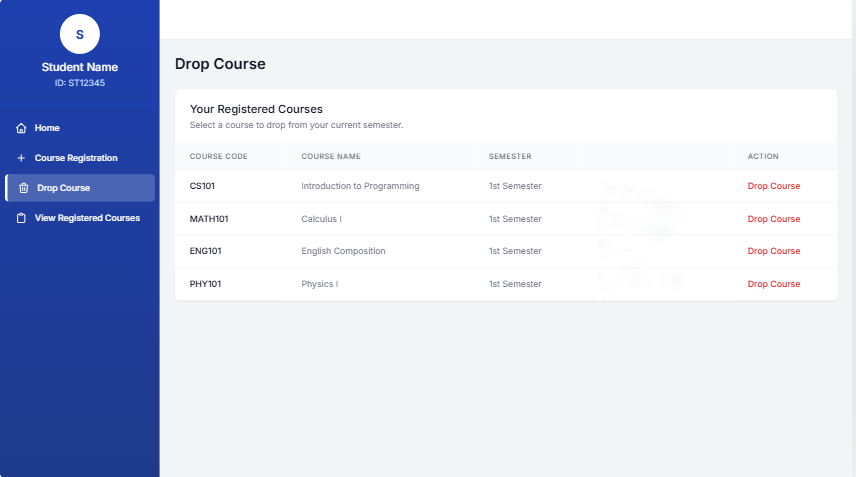 S
Student Name
ID: ST12345
Home
Course Registration
Drop Course
View Registered Courses
Drop Course
Your Registered Courses
Select a course to drop from your current semester.
COURSE CODE COURSE NAME SEMESTER ACTION
CS101 Introduction to Programming 1st Semester Drop Course
MATH101 Calculus I 1st Semester Drop Course
ENG101 English Composition 1st Semester Drop Course
PHY101 Physics I 1st Semester Drop Course